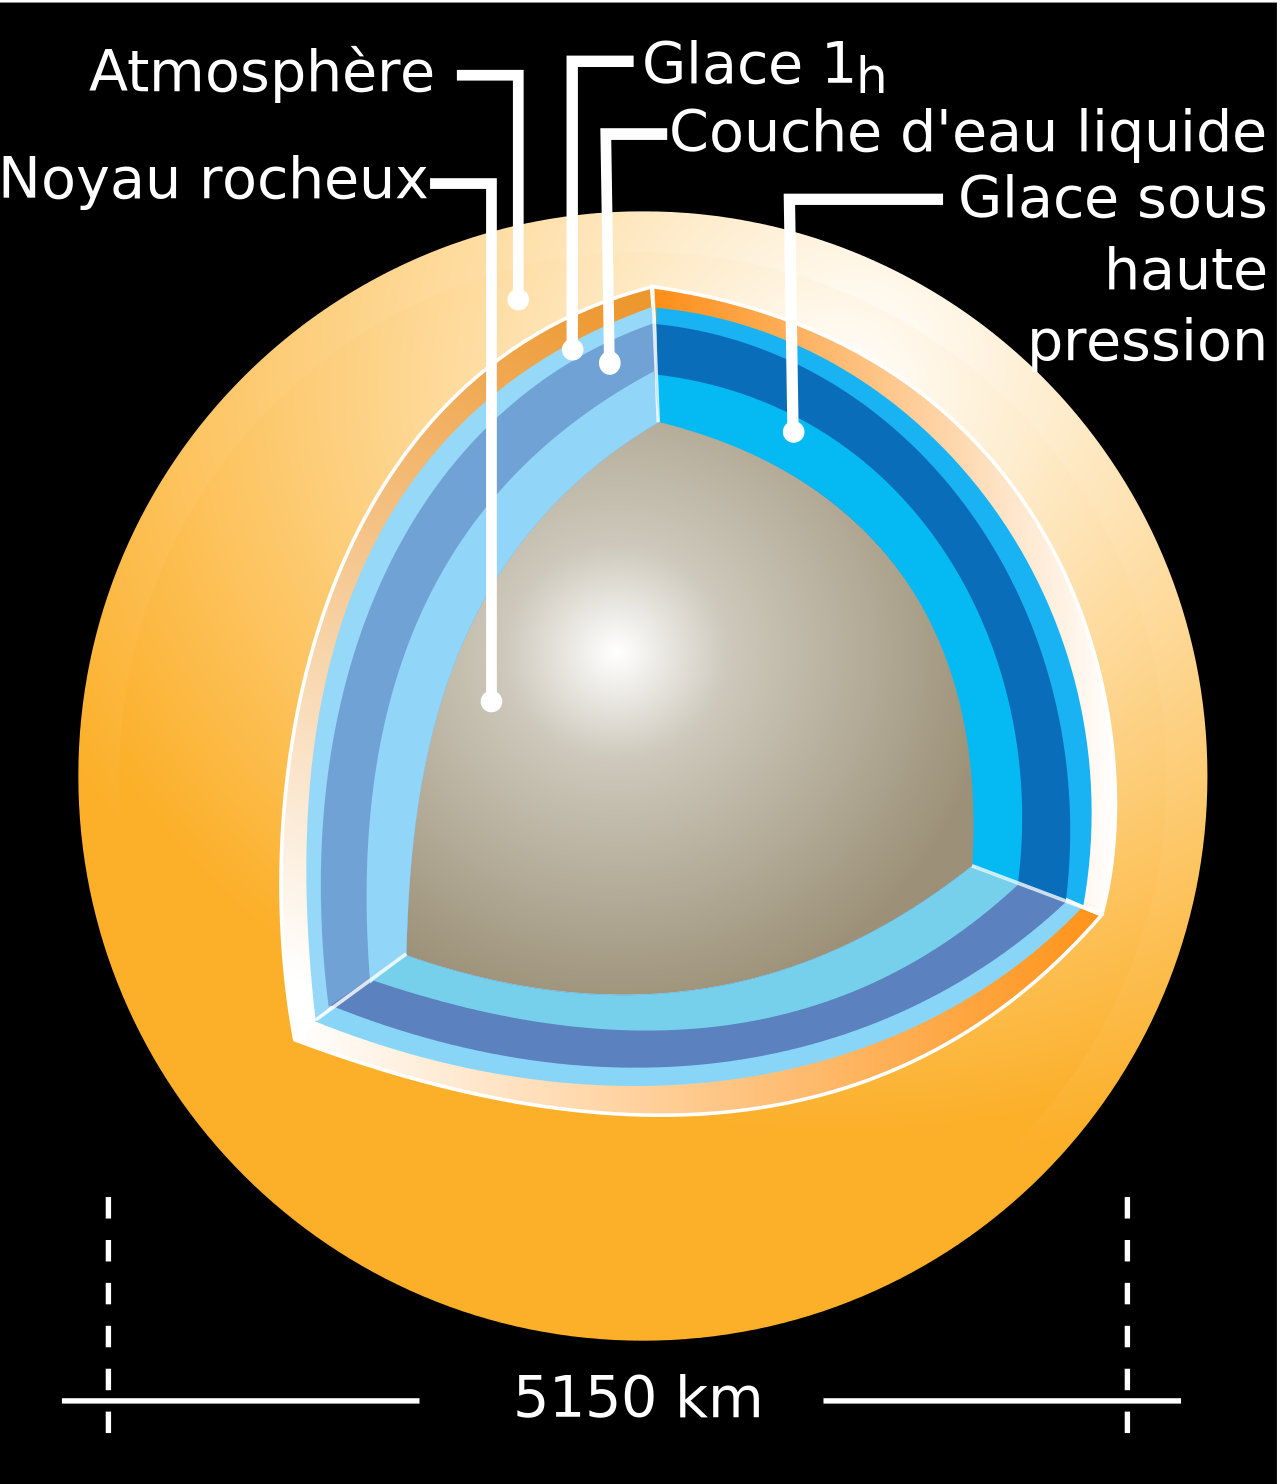 Atmosphère
Noyau rocheux
Glace 1h
Couche d'eau liquide
Glace sous
haute
pression
5150 km